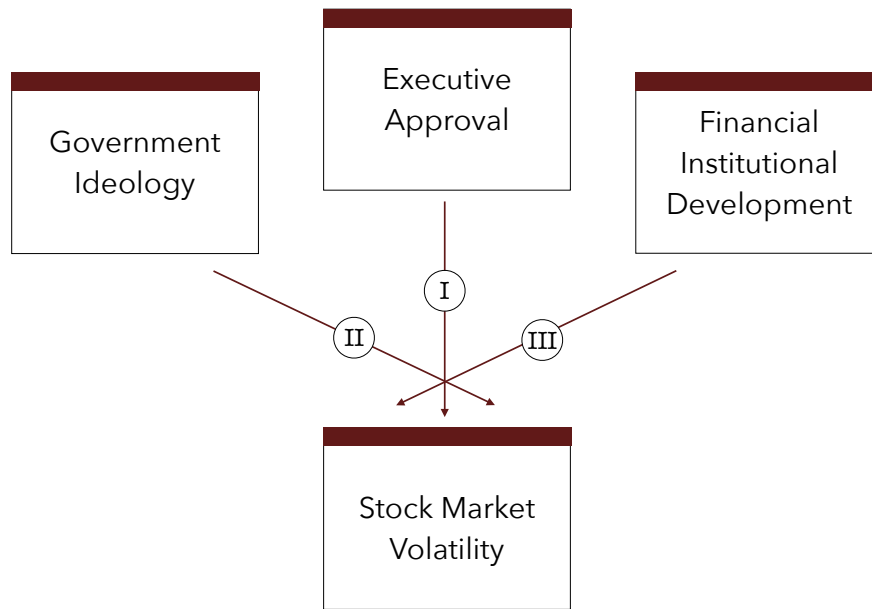 Executive
Approval
Government
Ideology
Financial
Institutional
Development
I
II
III
Stock Market
Volatility